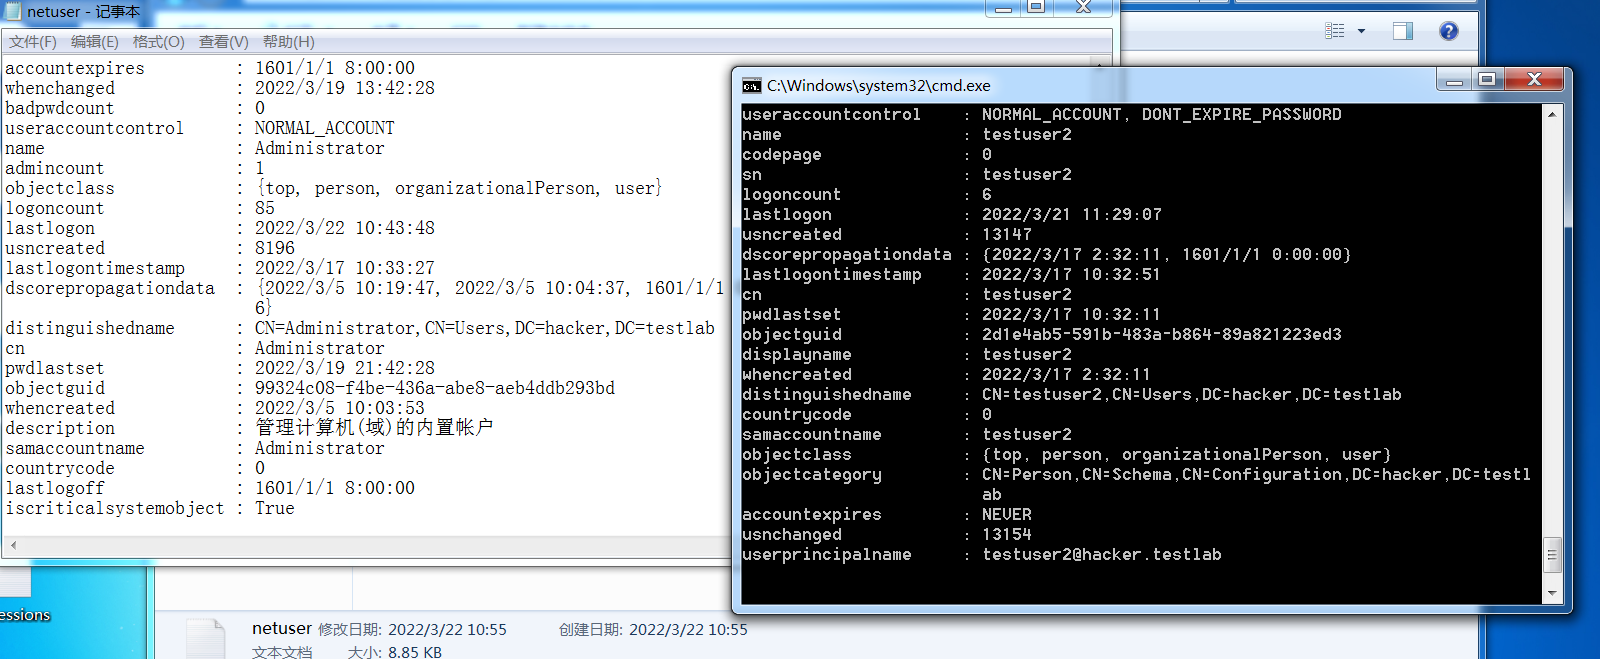 netuser - 记事本
文件(F) 编辑(E) 格式(O) 查看(V) 帮助(H)
accountexpires : 1601/1/1 8:00:00
whenchanged : 2022/3/19 13:42:28
badpwdcount : 0
useraccountcontrol : NORMAL_ACCOUNT
name : Administrator
admincount : 1
objectclass : {top, person, organizationalPerson, user}
logoncount : 85
lastlogon : 2022/3/22 10:43:48
usncreated : 8196
lastlogontimestamp : 2022/3/17 10:33:27
dscorepropagationdata : {2022/3/5 10:19:47, 2022/3/5 10:04:37, 1601/1/1
6}
distinguishedname : CN=Administrator,CN=Users,DC=hacker,DC=testlab
cn : Administrator
pwdlastset : 2022/3/19 21:42:28
objectguid : 99324c08-f4be-436a-abe8-aeb4ddb293bd
whencreated : 2022/3/5 10:03:53
description : 管理计算机(域)的内置帐户
samaccountname : Administrator
countrycode : 0
lastlogoff : 1601/1/1 8:00:00
iscriticalsystemobject : True
C:\Windows\system32\cmd.exe
useraccountcontrol : NORMAL_ACCOUNT, DONT_EXPIRE_PASSWORD
name : testuser2
codepage : 0
sn : testuser2
logoncount : 6
lastlogon : 2022/3/21 11:29:07
usncreated : 13147
dscorepropagationdata : {2022/3/17 2:32:11, 1601/1/1 0:00:00}
lastlogontimestamp : 2022/3/17 10:32:51
cn : testuser2
pwdlastset : 2022/3/17 10:32:11
objectguid : 2d1e4ab5-591b-483a-b864-89a821223ed3
displayname : testuser2
whencreated : 2022/3/17 2:32:11
distinguishedname : CN=testuser2,CN=Users,DC=hacker,DC=testlab
countrycode : 0
samaccountname : testuser2
objectclass : {top, person, organizationalPerson, user}
objectcategory : CN=Person,CN=Schema,CN=Configuration,DC=hacker,DC=testl
ab
accountexpires : NEVER
usnchanged : 13154
userprincipalname : testuser2@hacker.testlab
essions
netuser 修改日期: 2022/3/22 10:55 创建日期: 2022/3/22 10:55
文本文档 大小: 8.85 KB